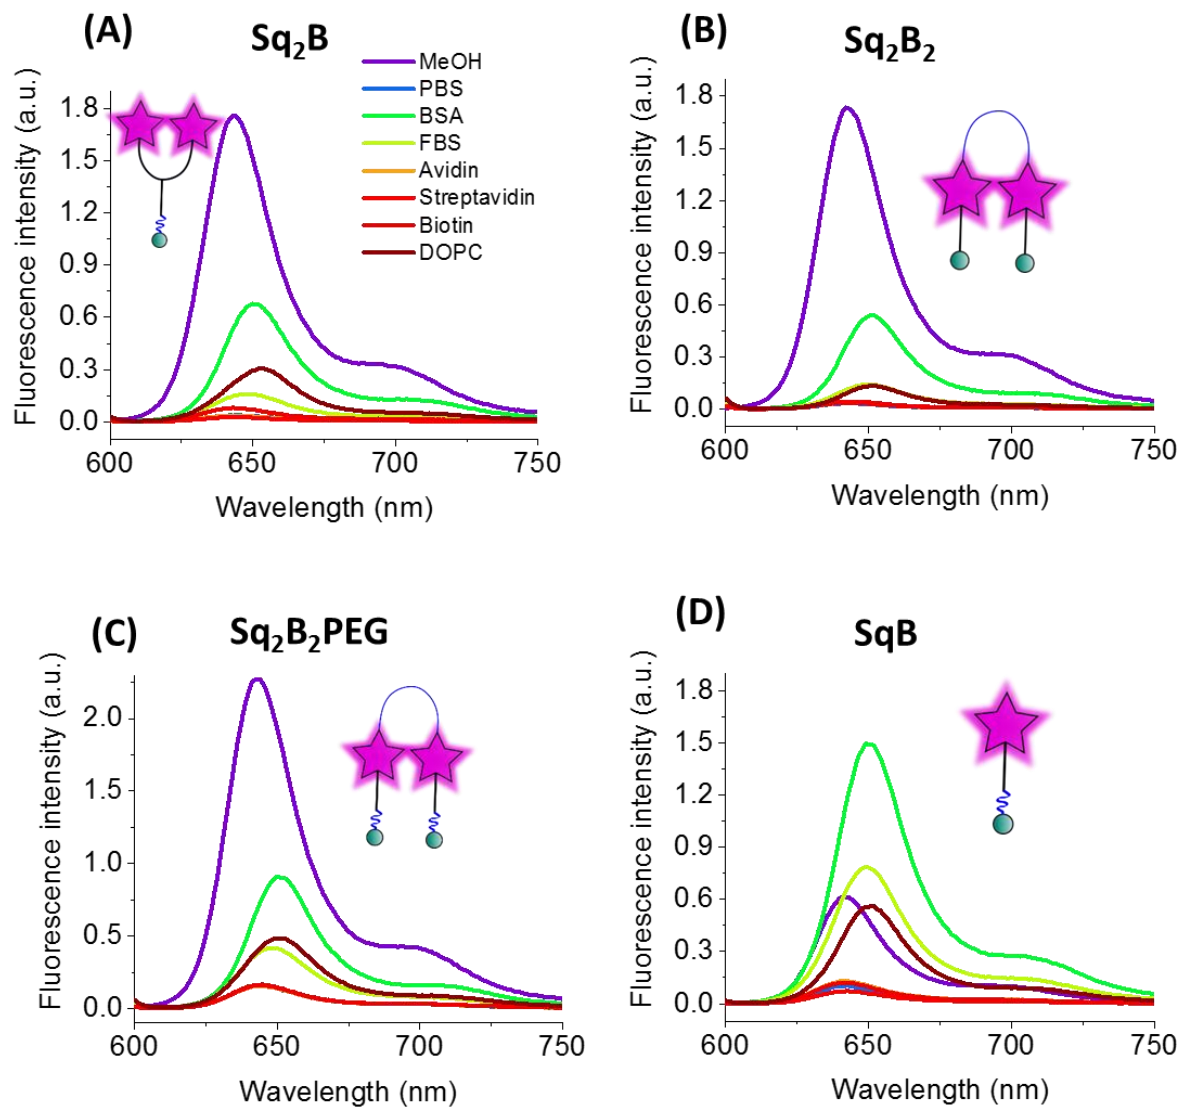 (A)
Sq₂B
MeOH
PBS
BSA
FBS
Avidin
Streptavidin
Biotin
DOPC
Fluorescence intensity (a.u.)
1.8
1.5
1.2
0.9
0.6
0.3
0.0
600 650 700 750
Wavelength (nm)
(B)
Sq₂B₂
Fluorescence intensity (a.u.)
1.8
1.5
1.2
0.9
0.6
0.3
0.0
600 650 700 750
Wavelength (nm)
(C)
Sq₂B₂PEG
Fluorescence intensity (a.u.)
2.0
1.5
1.0
0.5
0.0
600 650 700 750
Wavelength (nm)
(D)
SqB
Fluorescence intensity (a.u.)
1.8
1.5
1.2
0.9
0.6
0.3
0.0
600 650 700 750
Wavelength (nm)